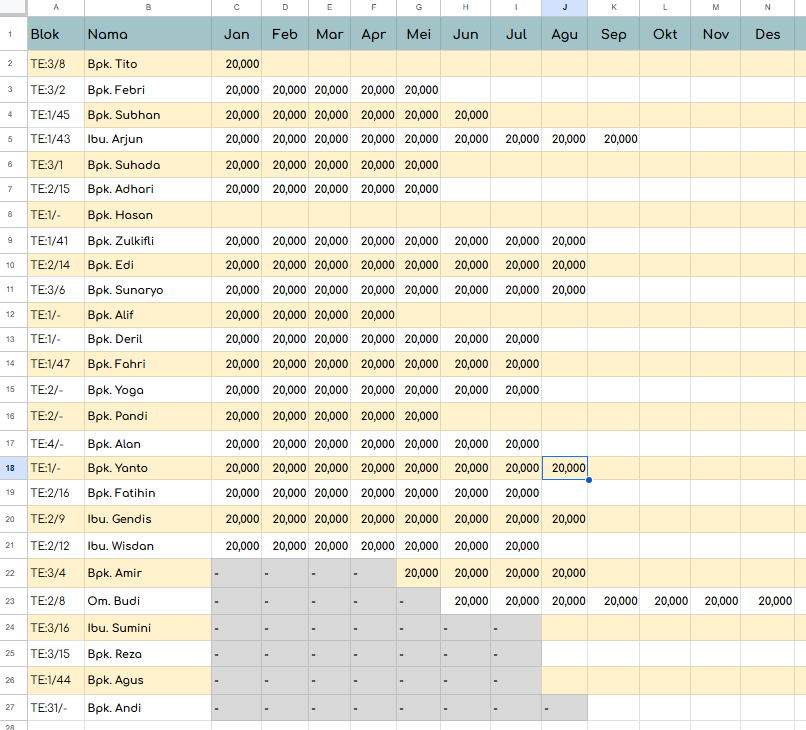 A B C D E F G H I J K L M N
1 Blok Nama Jan Feb Mar Apr Mei Jun Jul Agu Sep Okt Nov Des
2 TE:3/8 Bpk. Tito 20,000
3 TE:3/2 Bpk. Febri 20,000 20,000 20,000 20,000 20,000
4 TE:1/45 Bpk. Subhan 20,000 20,000 20,000 20,000 20,000 20,000
5 TE:1/43 Ibu. Arjun 20,000 20,000 20,000 20,000 20,000 20,000 20,000 20,000 20,000
6 TE:3/1 Bpk. Suhada 20,000 20,000 20,000 20,000 20,000
7 TE:2/15 Bpk. Adhari 20,000 20,000 20,000 20,000 20,000
8 TE:1/- Bpk. Hasan
9 TE:1/41 Bpk. Zulkifli 20,000 20,000 20,000 20,000 20,000 20,000 20,000 20,000
10 TE:2/14 Bpk. Edi 20,000 20,000 20,000 20,000 20,000 20,000 20,000 20,000
11 TE:3/6 Bpk. Sunaryo 20,000 20,000 20,000 20,000 20,000 20,000 20,000 20,000
12 TE:1/- Bpk. Alif 20,000 20,000 20,000 20,000
13 TE:1/- Bpk. Deril 20,000 20,000 20,000 20,000 20,000 20,000 20,000
14 TE:1/47 Bpk. Fahri 20,000 20,000 20,000 20,000 20,000 20,000 20,000
15 TE:2/- Bpk. Yoga 20,000 20,000 20,000 20,000 20,000 20,000 20,000
16 TE:2/- Bpk. Pandi 20,000 20,000 20,000 20,000 20,000
17 TE:4/- Bpk. Alan 20,000 20,000 20,000 20,000 20,000 20,000 20,000
18 TE:1/- Bpk. Yanto 20,000 20,000 20,000 20,000 20,000 20,000 20,000 20,000
19 TE:2/16 Bpk. Fatihin 20,000 20,000 20,000 20,000 20,000 20,000 20,000
20 TE:2/9 Ibu. Gendis 20,000 20,000 20,000 20,000 20,000 20,000 20,000 20,000
21 TE:2/12 Ibu. Wisdan 20,000 20,000 20,000 20,000 20,000 20,000 20,000
22 TE:3/4 Bpk. Amir - - - - 20,000 20,000 20,000 20,000
23 TE:2/8 Om. Budi - - - - - 20,000 20,000 20,000 20,000 20,000 20,000 20,000
24 TE:3/16 Ibu. Sumini - - - - - - -
25 TE:3/15 Bpk. Reza - - - - - - -
26 TE:1/44 Bpk. Agus - - - - - - -
27 TE:31/- Bpk. Andi - - - - - - - -
28